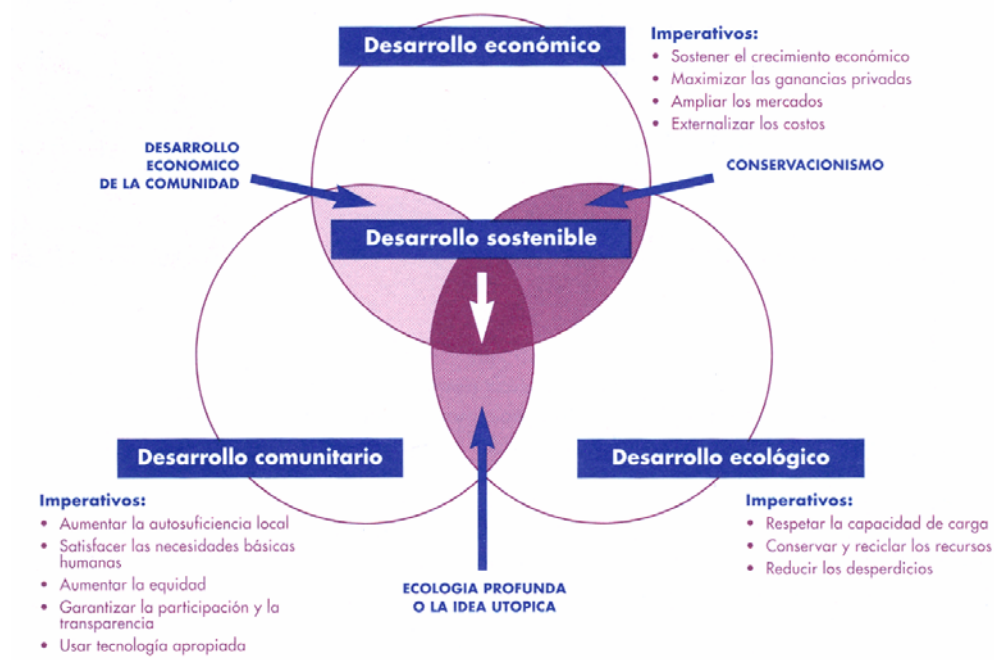 Desarrollo económico
Imperativos:
• Sostener el crecimiento económico
• Maximizar las ganancias privadas
• Ampliar los mercados
• Externalizar los costos
DESARROLLO
ECONOMICO
DE LA COMUNIDAD
CONSERVACIONISMO
Desarrollo sostenible
Desarrollo comunitario
Imperativos:
• Aumentar la autosuficiencia local
• Satisfacer las necesidades básicas
humanas
• Aumentar la equidad
• Garantizar la participación y la
transparencia
• Usar tecnología apropiada
Desarrollo ecológico
Imperativos:
• Respetar la capacidad de carga
• Conservar y reciclar los recursos
• Reducir los desperdicios
ECOLOGIA PROFUNDA
O LA IDEA UTOPICA